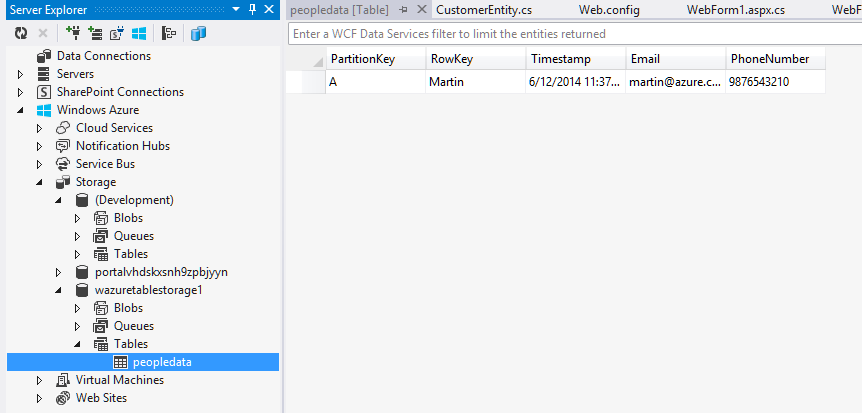 Server Explorer
peopledata [Table] CustomerEntity.cs Web.config WebForm1.aspx.cs WebF
Enter a WCF Data Services filter to limit the entities returned
PartitionKey RowKey Timestamp Email PhoneNumber
A Martin 6/12/2014 11:37... martin@azure.c... 9876543210
Data Connections
Servers
SharePoint Connections
Windows Azure
Cloud Services
Notification Hubs
Service Bus
Storage
(Development)
Blobs
Queues
Tables
portalvhdskxsnh9zpbjyyn
wazuretablestorage1
Blobs
Queues
Tables
peopledata
Virtual Machines
Web Sites